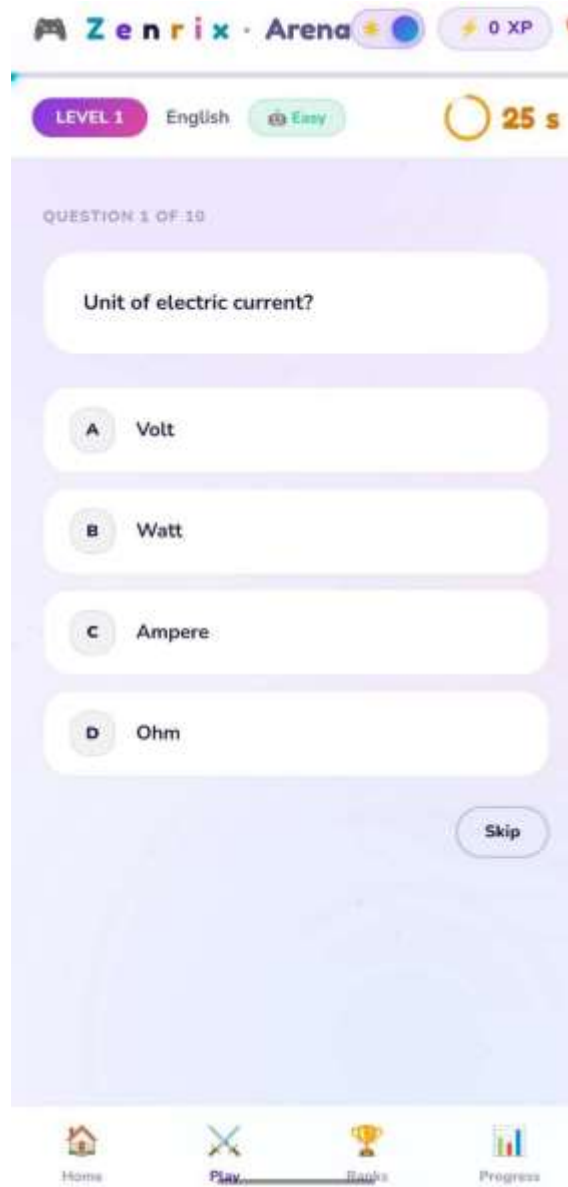 Zenrix · Arena 0 XP
LEVEL 1 English Easy 25 s
QUESTION 1 OF 10
Unit of electric current?
A Volt
B Watt
C Ampere
D Ohm
Skip
Home Play Ranks Progress